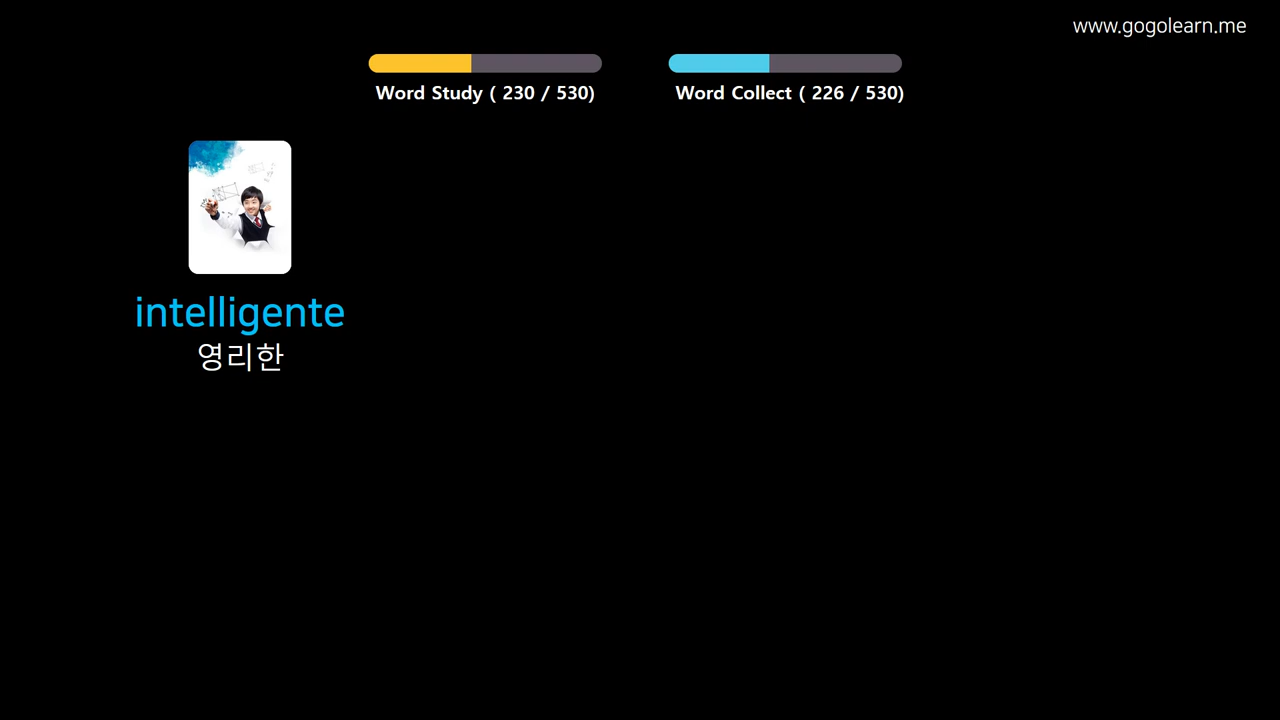 www.gogolearn.me
Word Study ( 230 / 530)
Word Collect ( 226 / 530)
intelligente
영리한